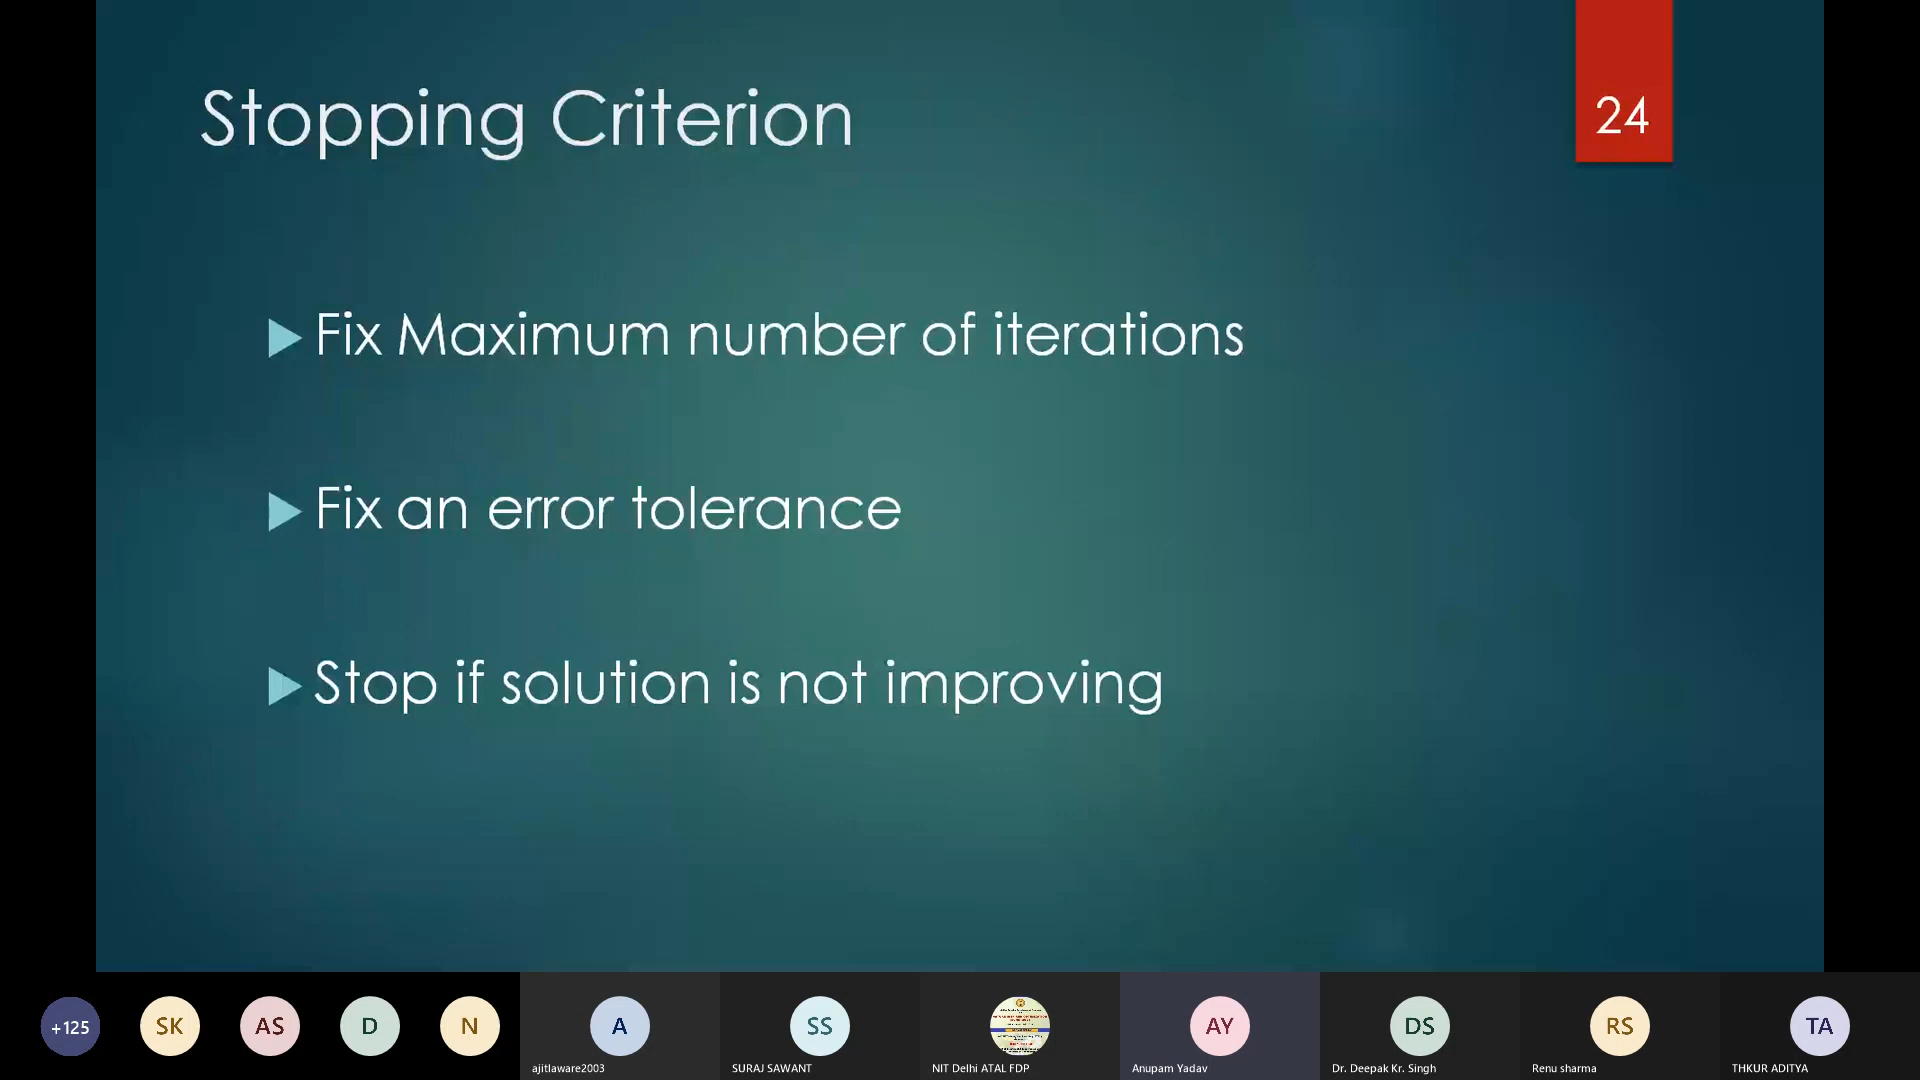 Stopping Criterion
24
Fix Maximum number of iterations
Fix an error tolerance
Stop if solution is not improving
+125
SK
AS
D
N
A
SS
AY
DS
RS
TA
ajitlaware2003
SURAJ SAWANT
NIT Delhi ATAL FDP
Anupam Yadav
Dr. Deepak Kr. Singh
Renu sharma
THKUR ADITYA